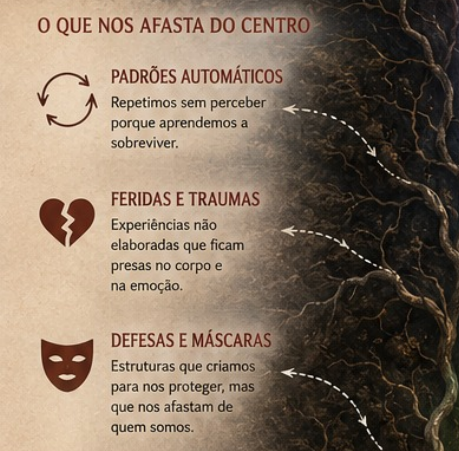 O QUE NOS AFASTA DO CENTRO
PADRÕES AUTOMÁTICOS
Repetimos sem perceber
porque aprendemos a
sobreviver.
FERIDAS E TRAUMAS
Experiências não
elaboradas que ficam
presas no corpo e
na emoção.
DEFESAS E MÁSCARAS
Estruturas que criamos
para nos proteger, mas
que nos afastam de
quem somos.